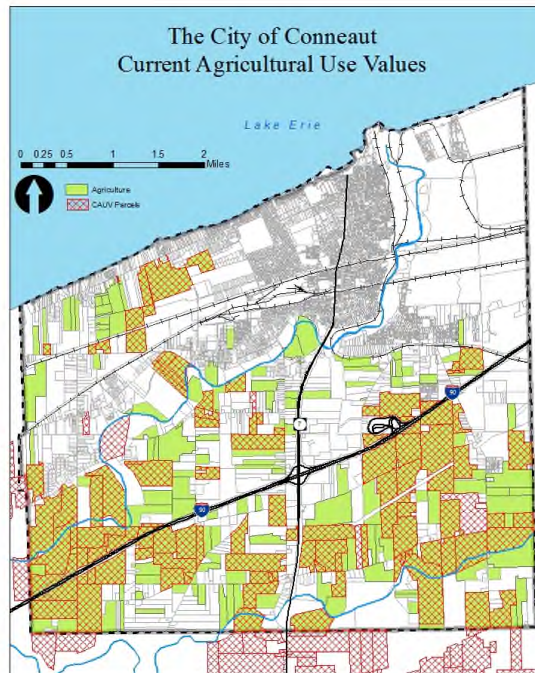 The City of Conneaut
Current Agricultural Use Values
Lake Erie
0 0.25 0.5 1 1.5 2
Miles
Agriculture
CAUV Parcels
90
90